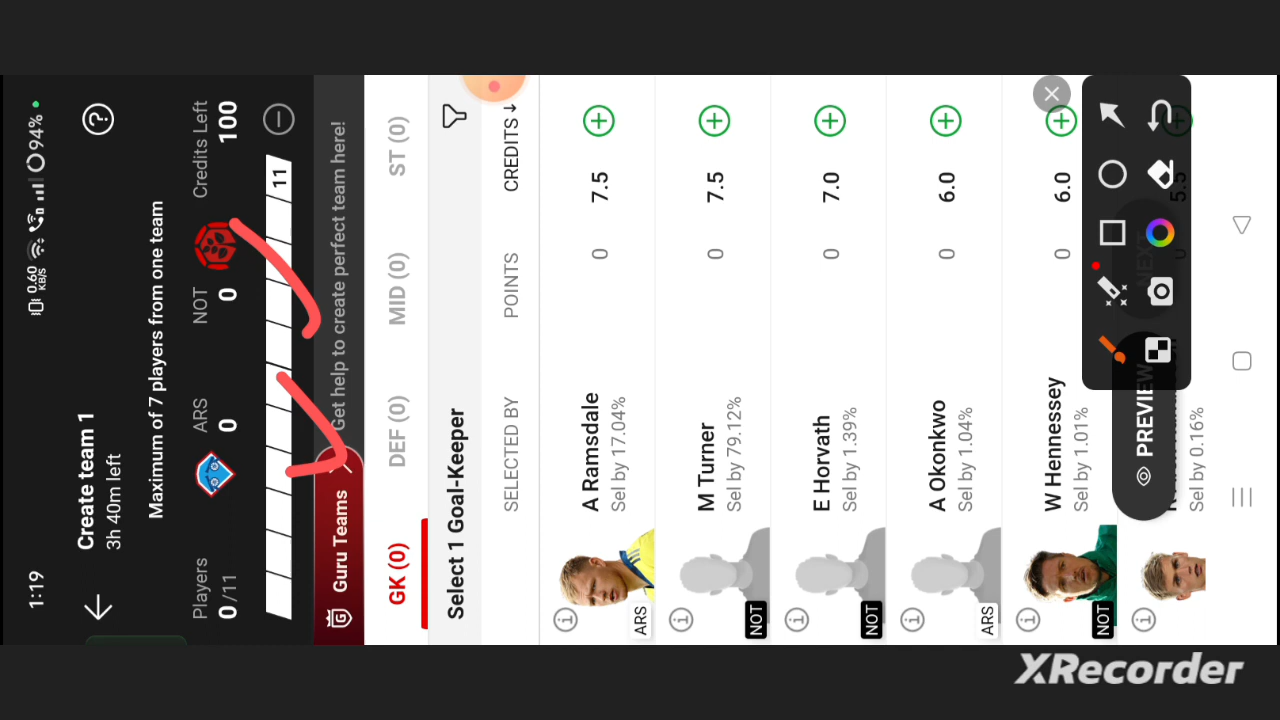 1:19
0.60
KB/S
94%
Create team 1
3h 40m left
Maximum of 7 players from one team
Players
0/11
ARS
0
NOT
0
Credits Left
100
11
Guru Teams
Get help to create perfect team here!
GK (0)
DEF (0)
MID (0)
ST (0)
Select 1 Goal-Keeper
SELECTED BY
POINTS
CREDITS
A Ramsdale
Sel by 17.04%
0
7.5
ARS
M Turner
Sel by 79.12%
0
7.5
NOT
E Horvath
Sel by 1.39%
0
7.0
NOT
A Okonkwo
Sel by 1.04%
0
6.0
ARS
W Hennessey
Sel by 1.01%
0
6.0
NOT
Sel by 0.16%
0
5.5
PREVIEW
NEXT
XRecorder